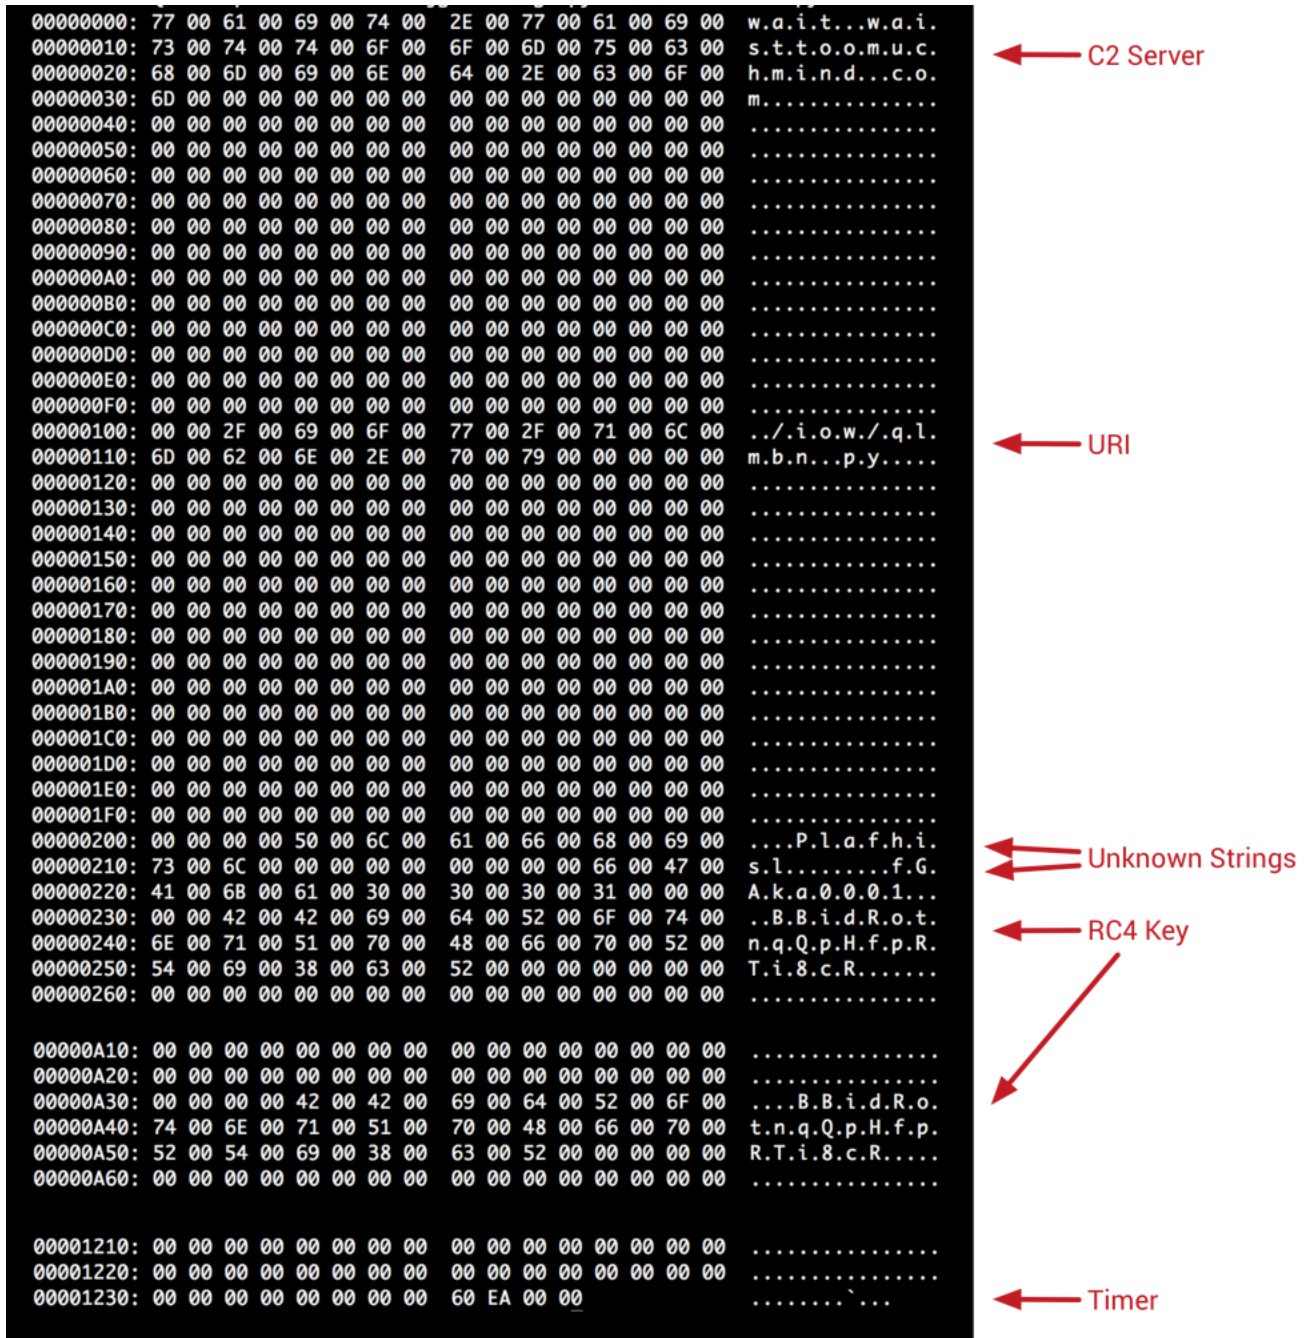 00000000: 77 00 61 00 69 00 74 00 2E 00 77 00 61 00 69 00 w.a.i.t...w.a.i.
00000010: 73 00 74 00 74 00 6F 00 6F 00 6D 00 75 00 63 00 s.t.t.o.o.m.u.c. C2 Server
00000020: 68 00 6D 00 69 00 6E 00 64 00 2E 00 63 00 6F 00 h.m.i.n.d...c.o.
00000030: 6D 00 00 00 00 00 00 00 00 00 00 00 00 00 00 00 m...............
00000040: 00 00 00 00 00 00 00 00 00 00 00 00 00 00 00 00 ................
00000050: 00 00 00 00 00 00 00 00 00 00 00 00 00 00 00 00 ................
00000060: 00 00 00 00 00 00 00 00 00 00 00 00 00 00 00 00 ................
00000070: 00 00 00 00 00 00 00 00 00 00 00 00 00 00 00 00 ................
00000080: 00 00 00 00 00 00 00 00 00 00 00 00 00 00 00 00 ................
00000090: 00 00 00 00 00 00 00 00 00 00 00 00 00 00 00 00 ................
000000A0: 00 00 00 00 00 00 00 00 00 00 00 00 00 00 00 00 ................
000000B0: 00 00 00 00 00 00 00 00 00 00 00 00 00 00 00 00 ................
000000C0: 00 00 00 00 00 00 00 00 00 00 00 00 00 00 00 00 ................
000000D0: 00 00 00 00 00 00 00 00 00 00 00 00 00 00 00 00 ................
000000E0: 00 00 00 00 00 00 00 00 00 00 00 00 00 00 00 00 ................
000000F0: 00 00 00 00 00 00 00 00 00 00 00 00 00 00 00 00 ................
00000100: 00 00 2F 00 69 00 6F 00 77 00 2F 00 71 00 6C 00 ../.i.o.w./.q.l. URI
00000110: 6D 00 62 00 6E 00 2E 00 70 00 79 00 00 00 00 00 m.b.n...p.y.....
00000120: 00 00 00 00 00 00 00 00 00 00 00 00 00 00 00 00 ................
00000130: 00 00 00 00 00 00 00 00 00 00 00 00 00 00 00 00 ................
00000140: 00 00 00 00 00 00 00 00 00 00 00 00 00 00 00 00 ................
00000150: 00 00 00 00 00 00 00 00 00 00 00 00 00 00 00 00 ................
00000160: 00 00 00 00 00 00 00 00 00 00 00 00 00 00 00 00 ................
00000170: 00 00 00 00 00 00 00 00 00 00 00 00 00 00 00 00 ................
00000180: 00 00 00 00 00 00 00 00 00 00 00 00 00 00 00 00 ................
00000190: 00 00 00 00 00 00 00 00 00 00 00 00 00 00 00 00 ................
000001A0: 00 00 00 00 00 00 00 00 00 00 00 00 00 00 00 00 ................
000001B0: 00 00 00 00 00 00 00 00 00 00 00 00 00 00 00 00 ................
000001C0: 00 00 00 00 00 00 00 00 00 00 00 00 00 00 00 00 ................
000001D0: 00 00 00 00 00 00 00 00 00 00 00 00 00 00 00 00 ................
000001E0: 00 00 00 00 00 00 00 00 00 00 00 00 00 00 00 00 ................
000001F0: 00 00 00 00 00 00 00 00 00 00 00 00 00 00 00 00 ................
00000200: 00 00 00 00 50 00 6C 00 61 00 66 00 68 00 69 00 ....P.l.a.f.h.i.
00000210: 73 00 6C 00 00 00 00 00 00 00 00 00 66 00 47 00 s.l.........f.G. Unknown Strings
00000220: 41 00 6B 00 61 00 30 00 30 00 30 00 31 00 00 00 A.k.a.0.0.0.1...
00000230: 00 00 42 00 42 00 69 00 64 00 52 00 6F 00 74 00 ..B.B.i.d.R.o.t. RC4 Key
00000240: 6E 00 71 00 51 00 70 00 48 00 66 00 70 00 52 00 n.q.Q.p.H.f.p.R.
00000250: 54 00 69 00 38 00 63 00 52 00 00 00 00 00 00 00 T.i.8.c.R.......
00000260: 00 00 00 00 00 00 00 00 00 00 00 00 00 00 00 00 ................
00000A10: 00 00 00 00 00 00 00 00 00 00 00 00 00 00 00 00 ................
00000A20: 00 00 00 00 00 00 00 00 00 00 00 00 00 00 00 00 ................
00000A30: 00 00 00 00 42 00 42 00 69 00 64 00 52 00 6F 00 ....B.B.i.d.R.o.
00000A40: 74 00 6E 00 71 00 51 00 70 00 48 00 66 00 70 00 t.n.q.Q.p.H.f.p.
00000A50: 52 00 54 00 69 00 38 00 63 00 52 00 00 00 00 00 R.T.i.8.c.R.....
00000A60: 00 00 00 00 00 00 00 00 00 00 00 00 00 00 00 00 ................
00001210: 00 00 00 00 00 00 00 00 00 00 00 00 00 00 00 00 ................
00001220: 00 00 00 00 00 00 00 00 00 00 00 00 00 00 00 00 ................
00001230: 00 00 00 00 00 00 00 00 60 EA 00 00 ........`... Timer